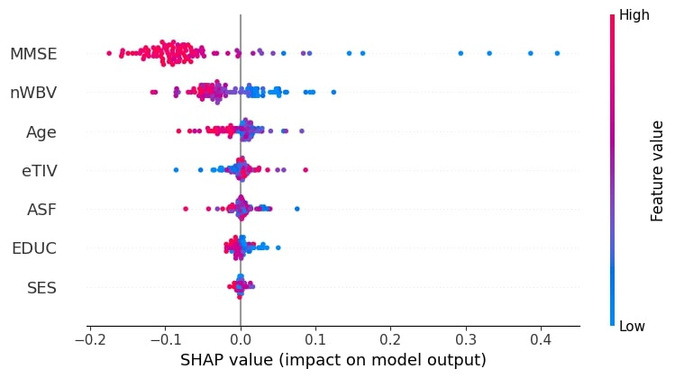 High
MMSE
nWBV
Age
eTIV
ASF
EDUC
SES
Feature value
Low
−0.2 −0.1 0.0 0.1 0.2 0.3 0.4
SHAP value (impact on model output)